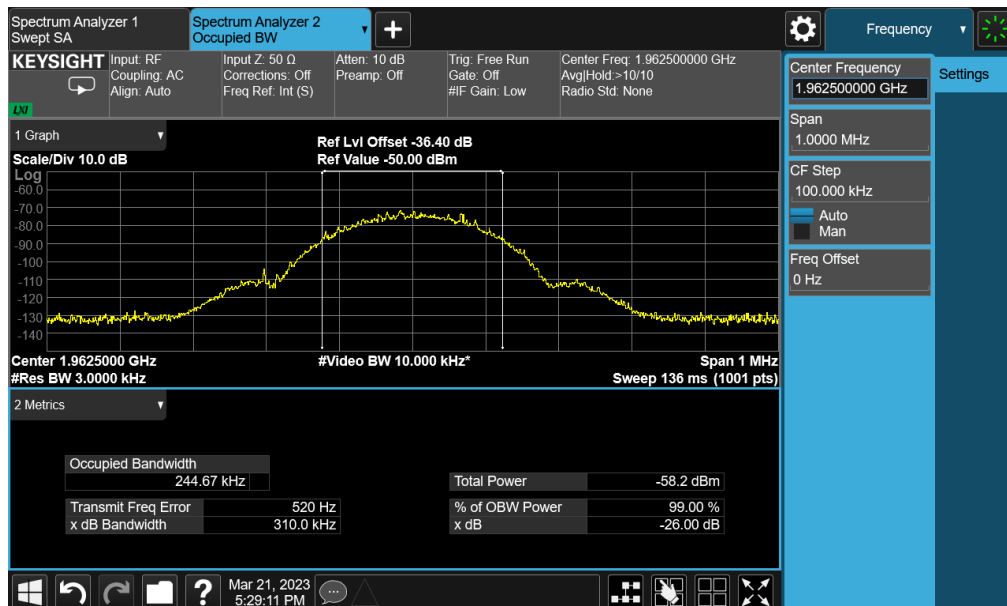 Spectrum Analyzer 1
Swept SA
Spectrum Analyzer 2
Occupied BW
Frequency
KEYSIGHT
LXI
Input: RF
Coupling: AC
Align: Auto
Input Z: 50 Ω
Corrections: Off
Freq Ref: Int (S)
Atten: 10 dB
Preamp: Off
Trig: Free Run
Gate: Off
#IF Gain: Low
Center Freq: 1.962500000 GHz
Avg|Hold:>10/10
Radio Std: None
Center Frequency
1.962500000 GHz
Settings
Span
1.0000 MHz
CF Step
100.000 kHz
Auto
Man
Freq Offset
0 Hz
1 Graph
Scale/Div 10.0 dB
Ref Lvl Offset -36.40 dB
Ref Value -50.00 dBm
Log
-60.0
-70.0
-80.0
-90.0
-100
-110
-120
-130
-140
Center 1.9625000 GHz
#Video BW 10.000 kHz*
Span 1 MHz
#Res BW 3.0000 kHz
Sweep 136 ms (1001 pts)
2 Metrics
Occupied Bandwidth
244.67 kHz
Total Power -58.2 dBm
Transmit Freq Error 520 Hz
% of OBW Power 99.00 %
x dB Bandwidth 310.0 kHz
x dB -26.00 dB
?
Mar 21, 2023
5:29:11 PM